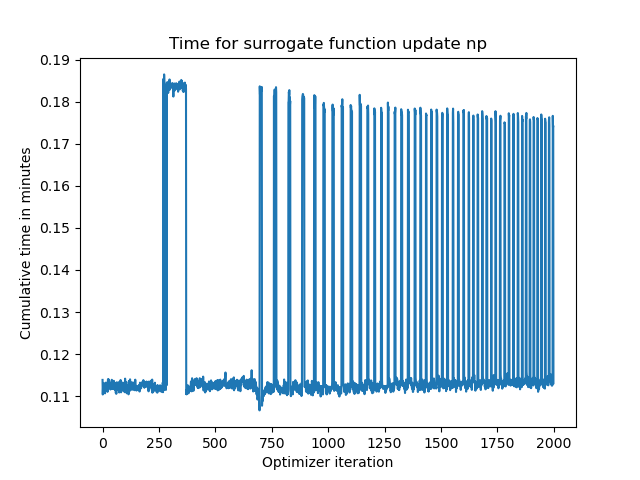 Time for surrogate function update np
0.19
0.18
0.17
0.16
0.15
0.14
0.13
0.12
0.11
Cumulative time in minutes
0 250 500 750 1000 1250 1500 1750 2000
Optimizer iteration